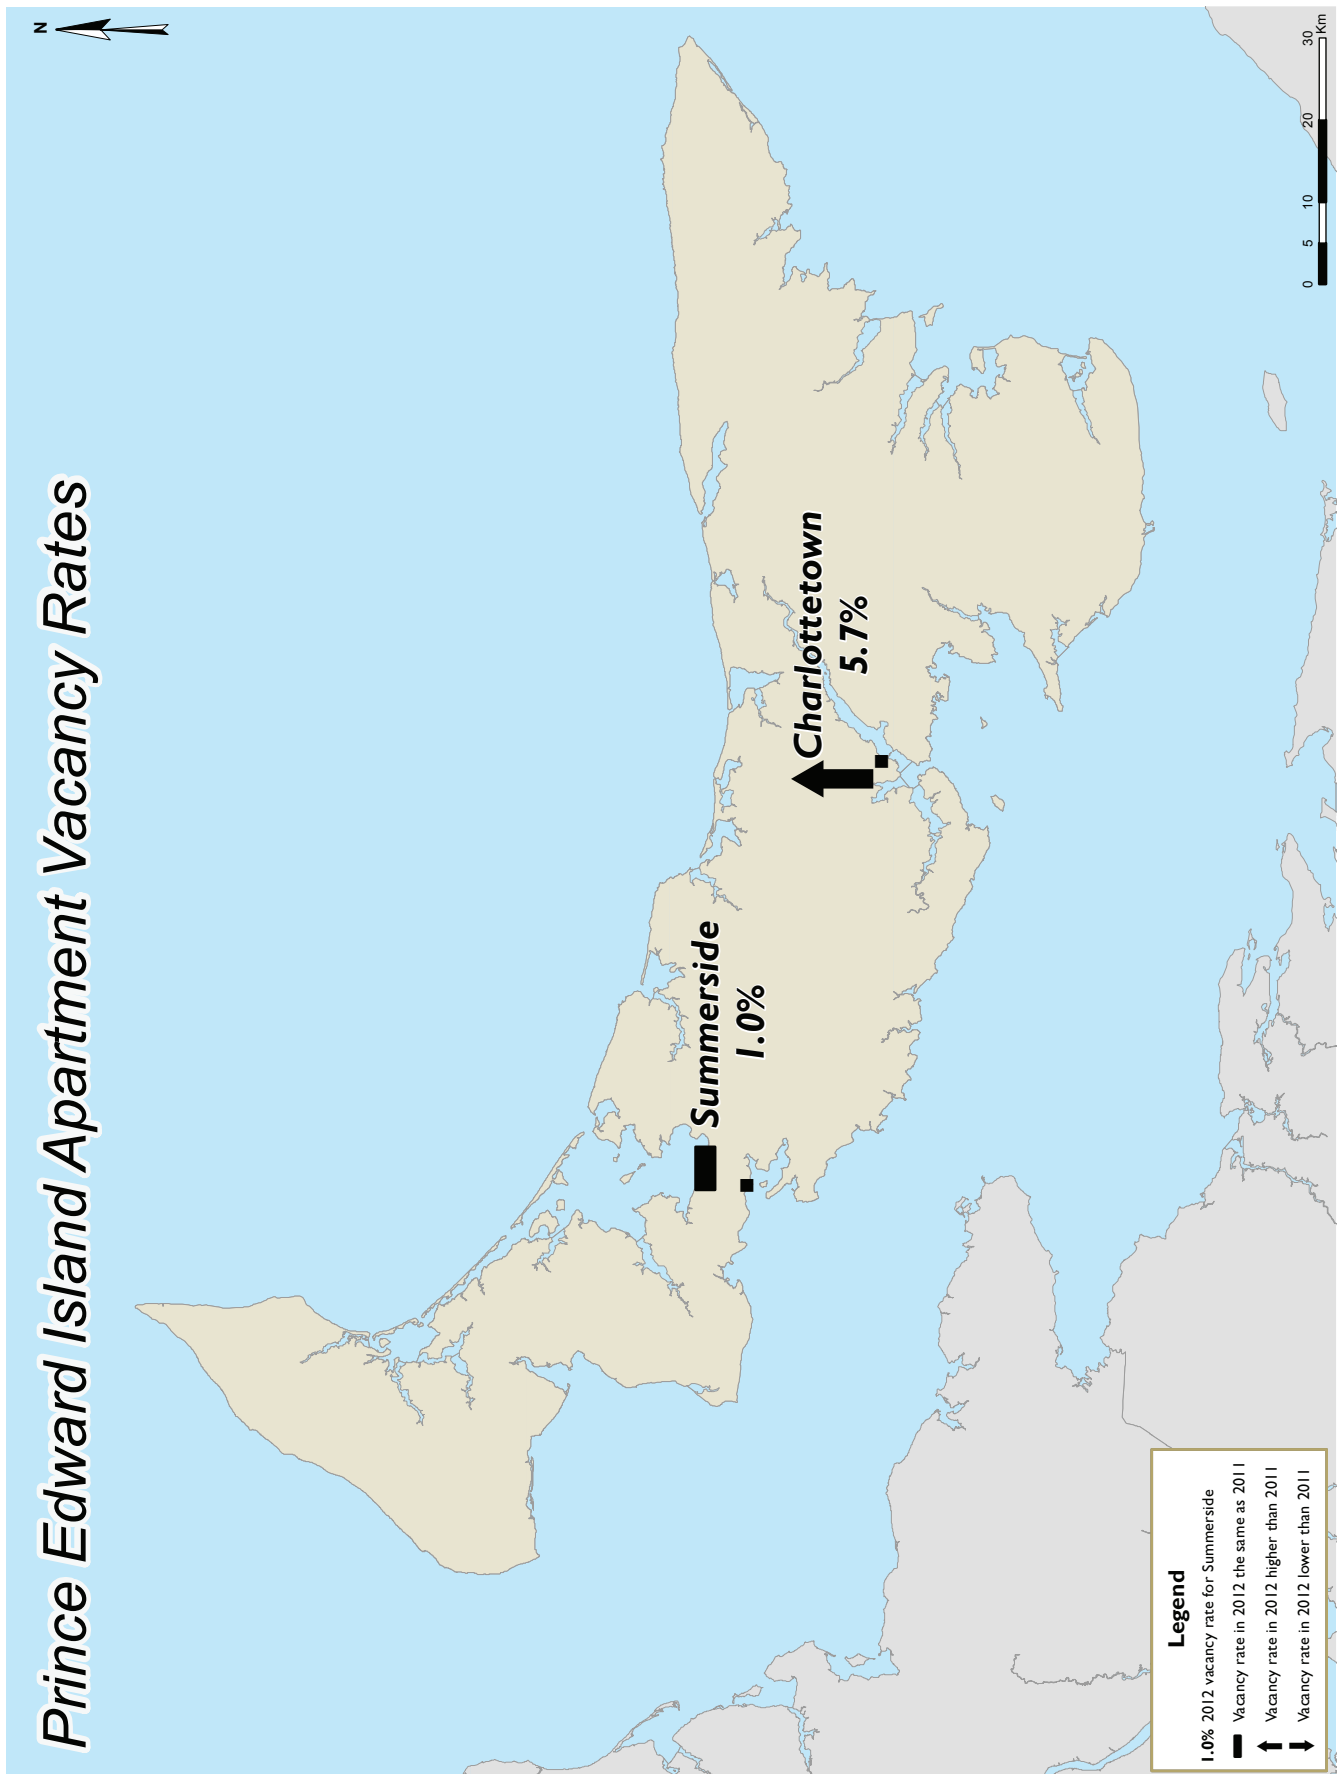 Prince Edward Island Apartment Vacancy Rates
N
Summerside
1.0%
Charlottetown
5.7%
Legend
1.0% 2012 vacancy rate for Summerside
Vacancy rate in 2012 the same as 2011
Vacancy rate in 2012 higher than 2011
Vacancy rate in 2012 lower than 2011
0 5 10 20 30
Km